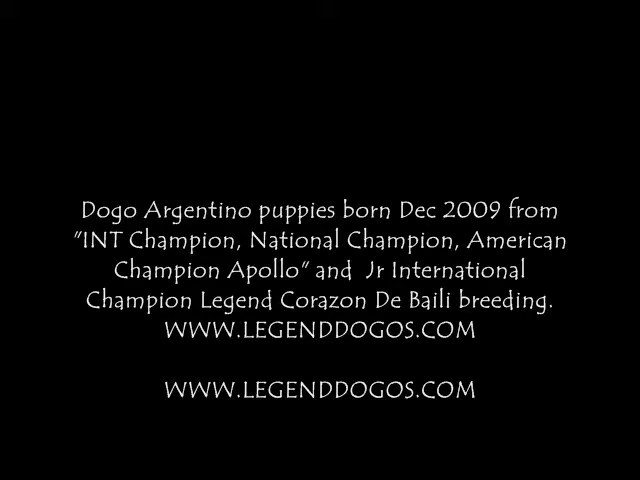 Dogo Argentino puppies born Dec 2009 from
"INT Champion, National Champion, American
Champion Apollo" and  Jr International
Champion Legend Corazon De Baili breeding.
WWW.LEGENDDOGOS.COM
WWW.LEGENDDOGOS.COM